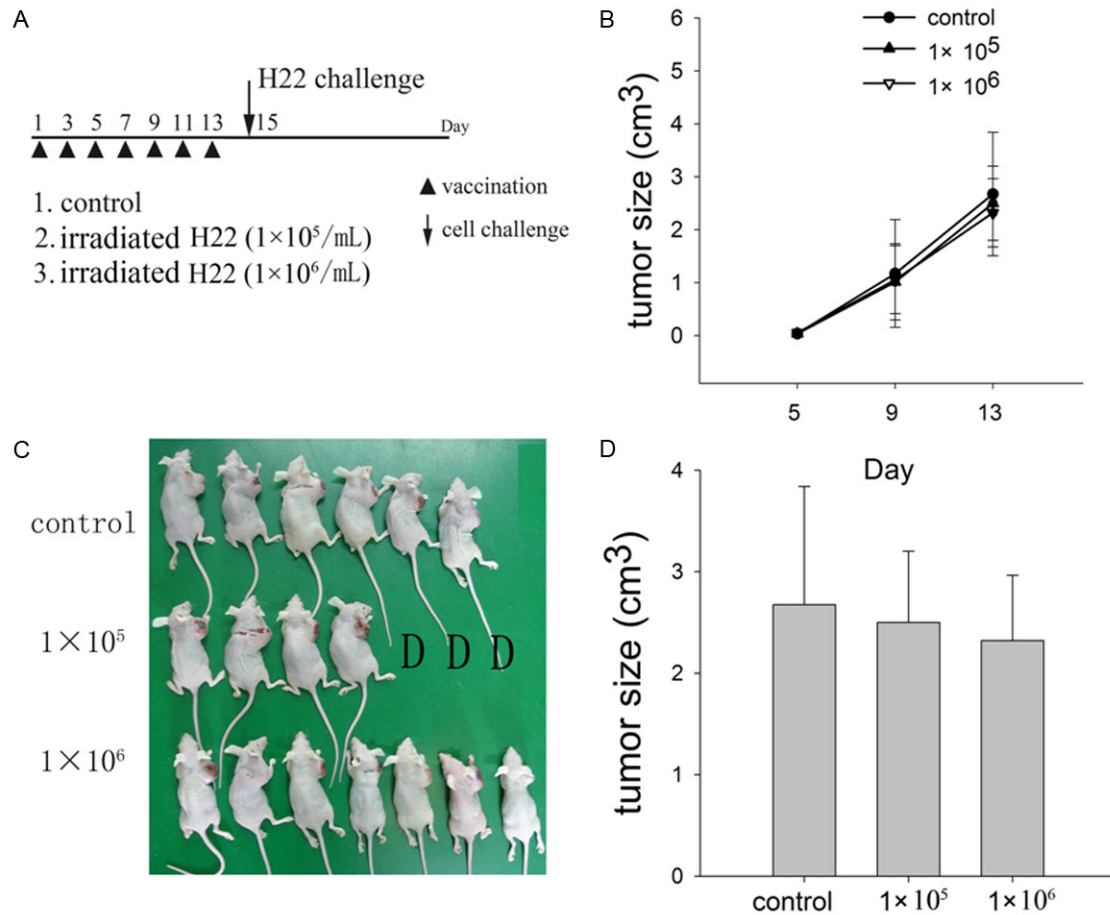 A
H22 challenge
1 3 5 7 9 11 13 15 Day
▲ vaccination
↓ cell challenge
1. control
2. irradiated H22 (1×10⁵/mL)
3. irradiated H22 (1×10⁶/mL)
B
control
1× 10⁵
1× 10⁶
tumor size (cm³)
6
5
4
3
2
1
0
5 9 13
Day
C
control
1×10⁵
D D D
1×10⁶
D
tumor size (cm³)
4
3
2
1
0
control 1×10⁵ 1×10⁶